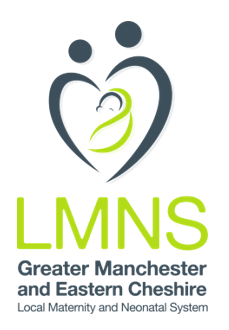 LMNS
Greater Manchester
and Eastern Cheshire
Local Maternity and Neonatal System